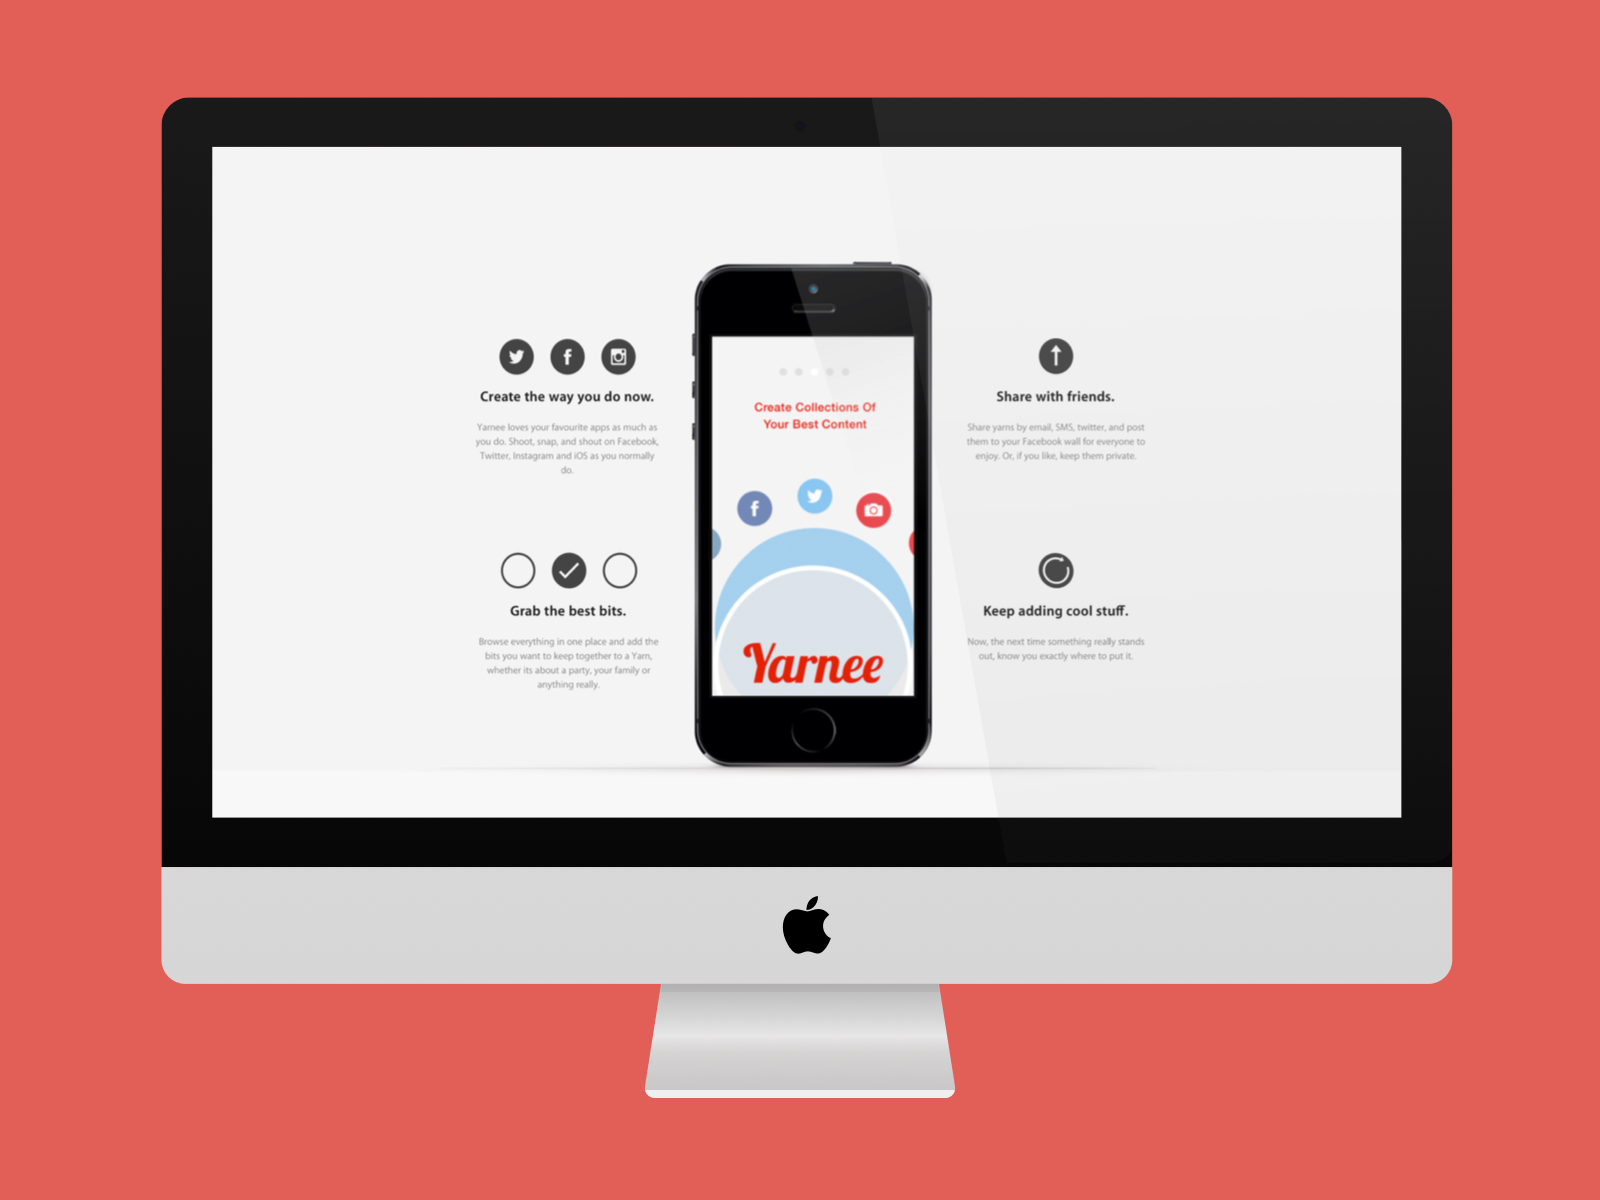 Create the way you do now.
Yarnee loves your favourite apps as much as
you do. Shoot, snap, and shout on Facebook,
Twitter, Instagram and iOS as you normally
do.
Grab the best bits.
Browse everything in one place and add the
bits you want to keep together to a Yarn,
whether its about a party, your family or
anything really.
Create Collections Of
Your Best Content
Yarnee
Share with friends.
Share yarns by email, SMS, twitter, and post
them to your Facebook wall for everyone to
enjoy. Or, if you like, keep them private.
Keep adding cool stuff.
Now, the next time something really stands
out, know you exactly where to put it.